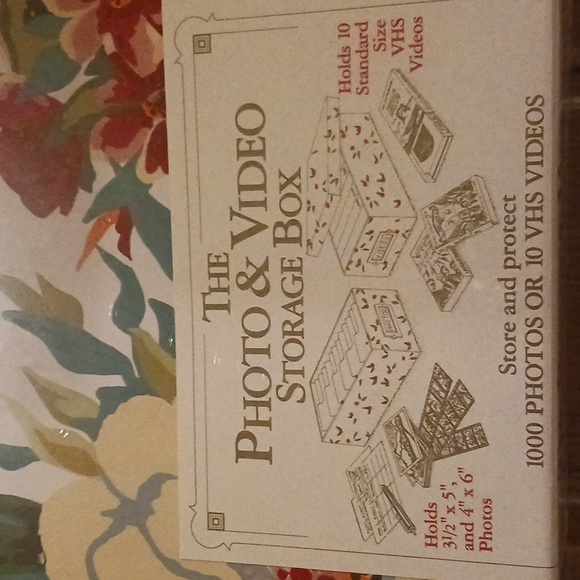 THE
PHOTO & VIDEO
STORAGE BOX
Holds 10
Standard
Size
VHS
Videos
Holds
3½" x 5",
and 4" x 6"
Photos
Store and protect
1000 PHOTOS OR 10 VHS VIDEOS